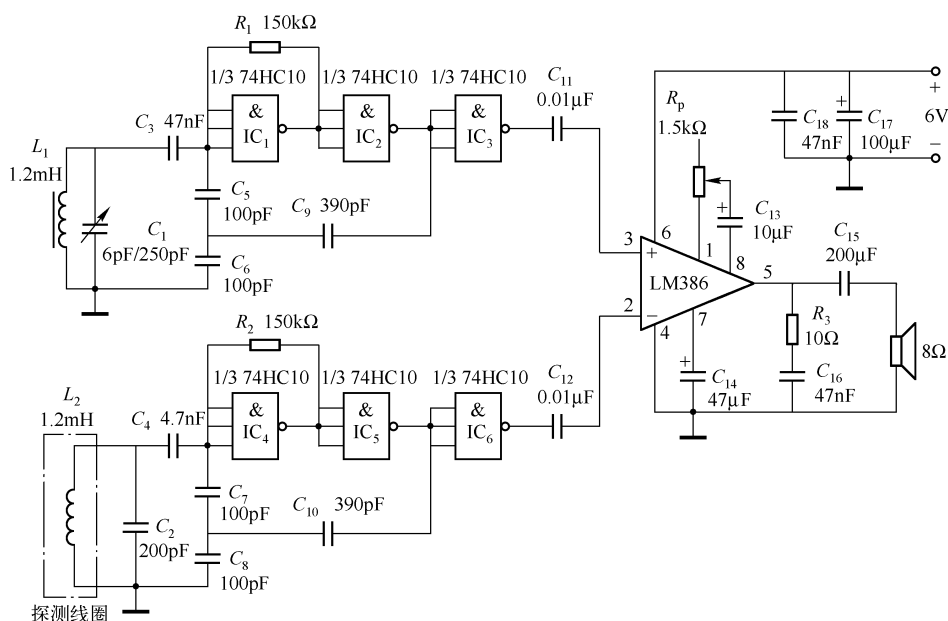 R₁ 150kΩ
1/3 74HC10 1/3 74HC10 1/3 74HC10
& & &
IC₁ IC₂ IC₃
C₃ 47nF
L₁
1.2mH
C₁
6pF/250pF
C₅
100pF
C₆
100pF
C₉ 390pF
C₁₁
0.01μF
R₂ 150kΩ
1/3 74HC10 1/3 74HC10 1/3 74HC10
& & &
IC₄ IC₅ IC₆
C₄ 4.7nF
L₂
1.2mH
C₂
200pF
C₇
100pF
C₈
100pF
C₁₀ 390pF
C₁₂
0.01μF
探测线圈
Rₚ
1.5kΩ
+
C₁₃
10μF
C₁₈
47nF
+
C₁₇
100μF
+
6V
−
3 + 6 1 8
LM386
5
2 − 4 7
+
C₁₄
47μF
C₁₅
200μF
R₃
10Ω
C₁₆
47nF
8Ω